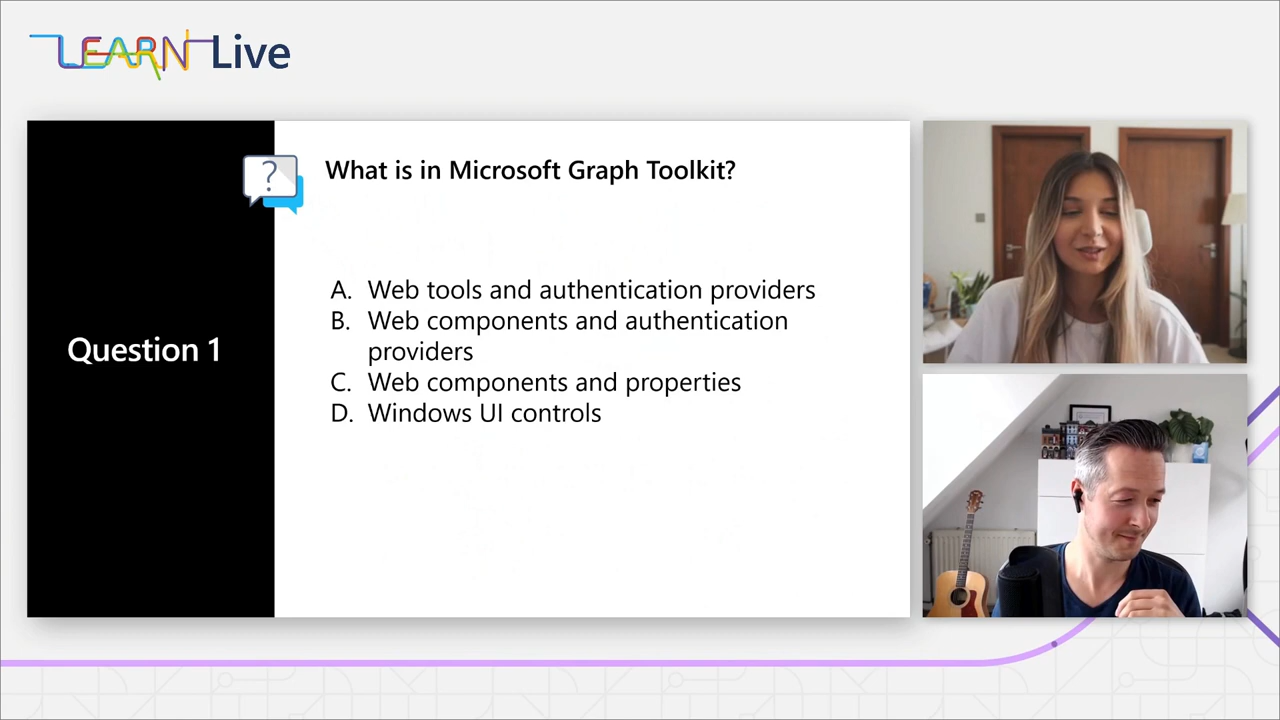 LEARN Live
What is in Microsoft Graph Toolkit?
?
A. Web tools and authentication providers
B. Web components and authentication
providers
C. Web components and properties
D. Windows UI controls
Question 1